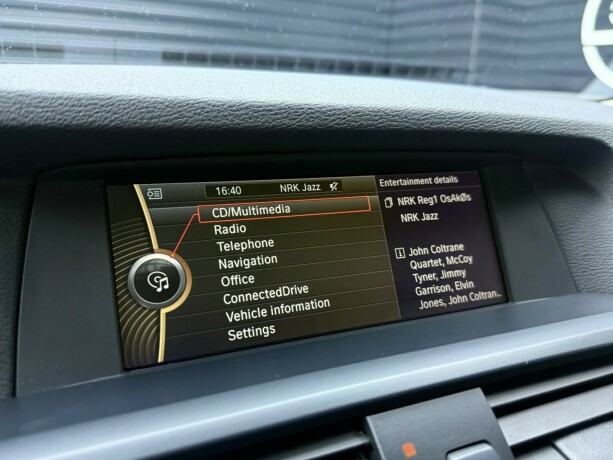 16:40 NRK Jazz
CD/Multimedia
Radio
Telephone
Navigation
Office
ConnectedDrive
Vehicle information
Settings
Entertainment details
NRK Reg1 OsAkØs
NRK Jazz
John Coltrane
Quartet, McCoy
Tyner, Jimmy
Garrison, Elvin
Jones, John Coltran..